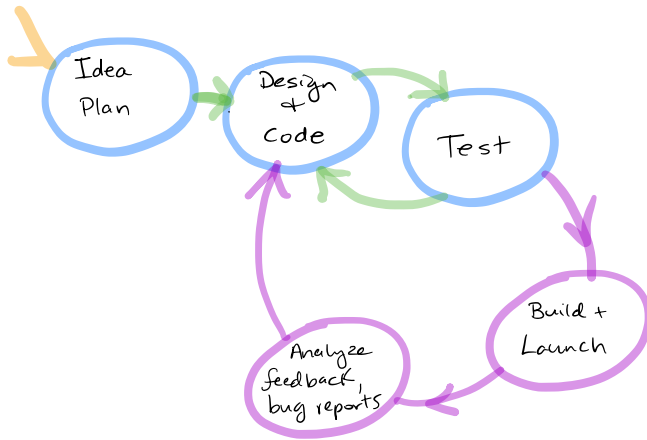 Idea
Plan
Design
+
Code
Test
Build +
Launch
Analyze
feedback,
bug reports